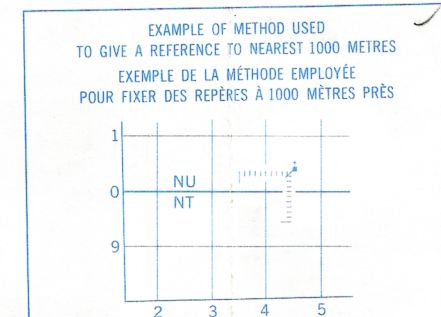 EXAMPLE OF METHOD USED
TO GIVE A REFERENCE TO NEAREST 1000 METRES
EXEMPLE DE LA MÉTHODE EMPLOYÉE
POUR FIXER DES REPÈRES À 1000 MÈTRES PRÈS
1
NU
0
NT
9
2 3 4 5